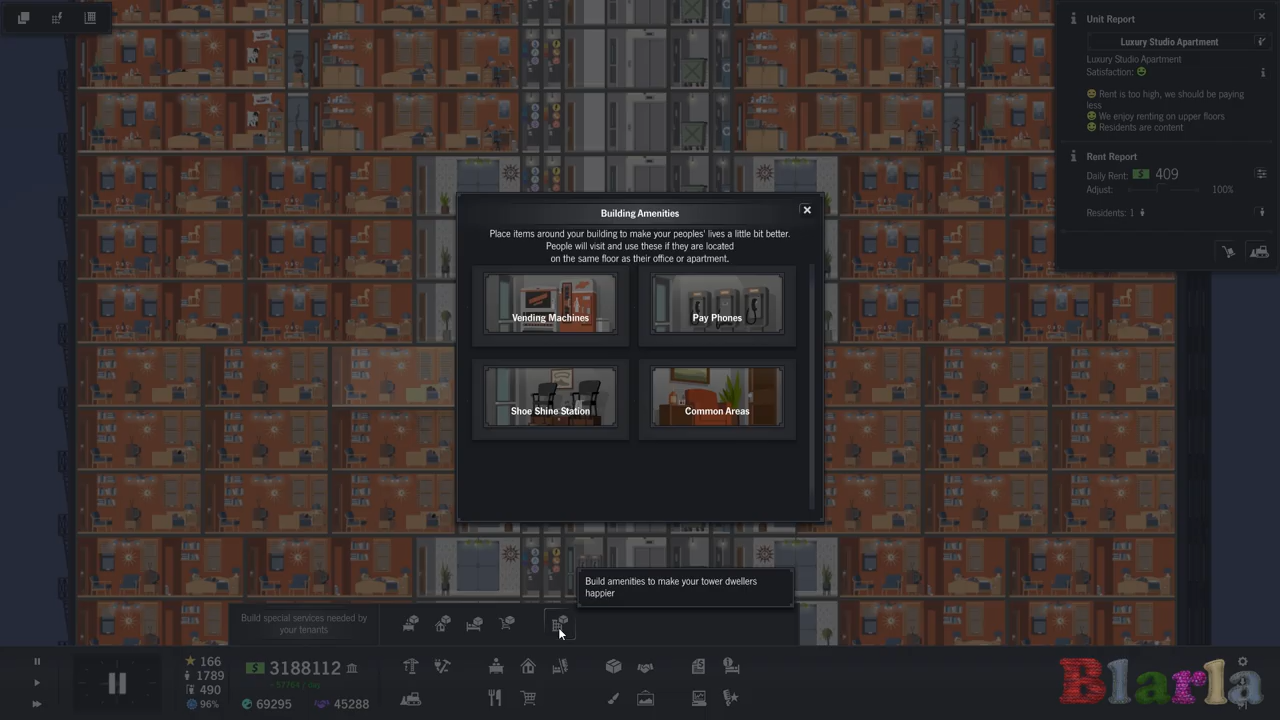 Unit Report
Luxury Studio Apartment
Luxury Studio Apartment
Satisfaction:
Rent is too high, we should be paying
less
We enjoy renting on upper floors
Residents are content
Rent Report
Daily Rent: $ 409
Adjust: 100%
Residents: 1
Building Amenities
Place items around your building to make your peoples' lives a little bit better.
People will visit and use these if they are located
on the same floor as their office or apartment.
Vending Machines
Pay Phones
Shoe Shine Station
Common Areas
Build amenities to make your tower dwellers
happier
Build special services needed by
your tenants
166
1789
490
96%
$ 3188112
69295
45288
Blarla